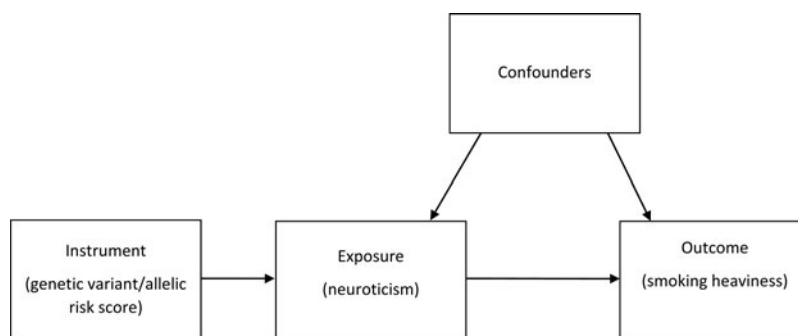 Confounders
Instrument
(genetic variant/allelic
risk score)
Exposure
(neuroticism)
Outcome
(smoking heaviness)